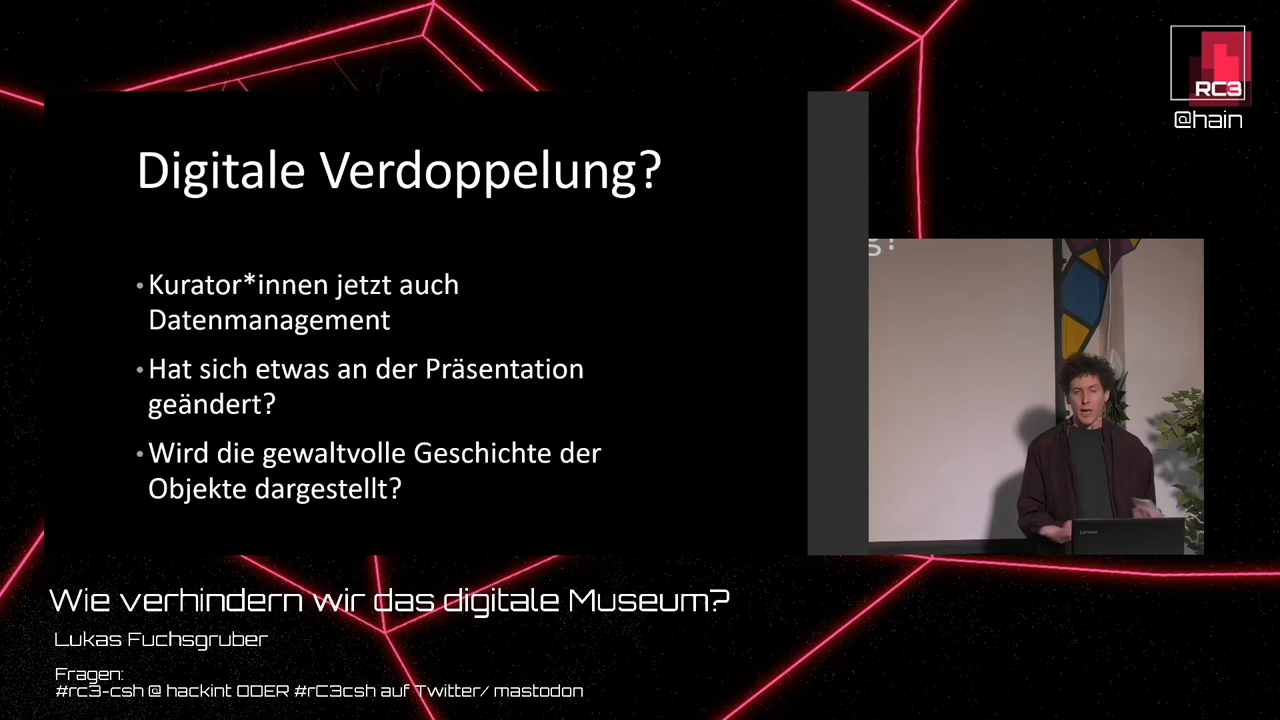 RC3
@hain
Digitale Verdoppelung?
• Kurator*innen jetzt auch
Datenmanagement
• Hat sich etwas an der Präsentation
geändert?
• Wird die gewaltvolle Geschichte der
Objekte dargestellt?
g?
Lenovo
Wie verhindern wir das digitale Museum?
Lukas Fuchsgruber
Fragen:
#rc3-csh @ hackint ODER #rC3csh auf Twitter/ mastodon